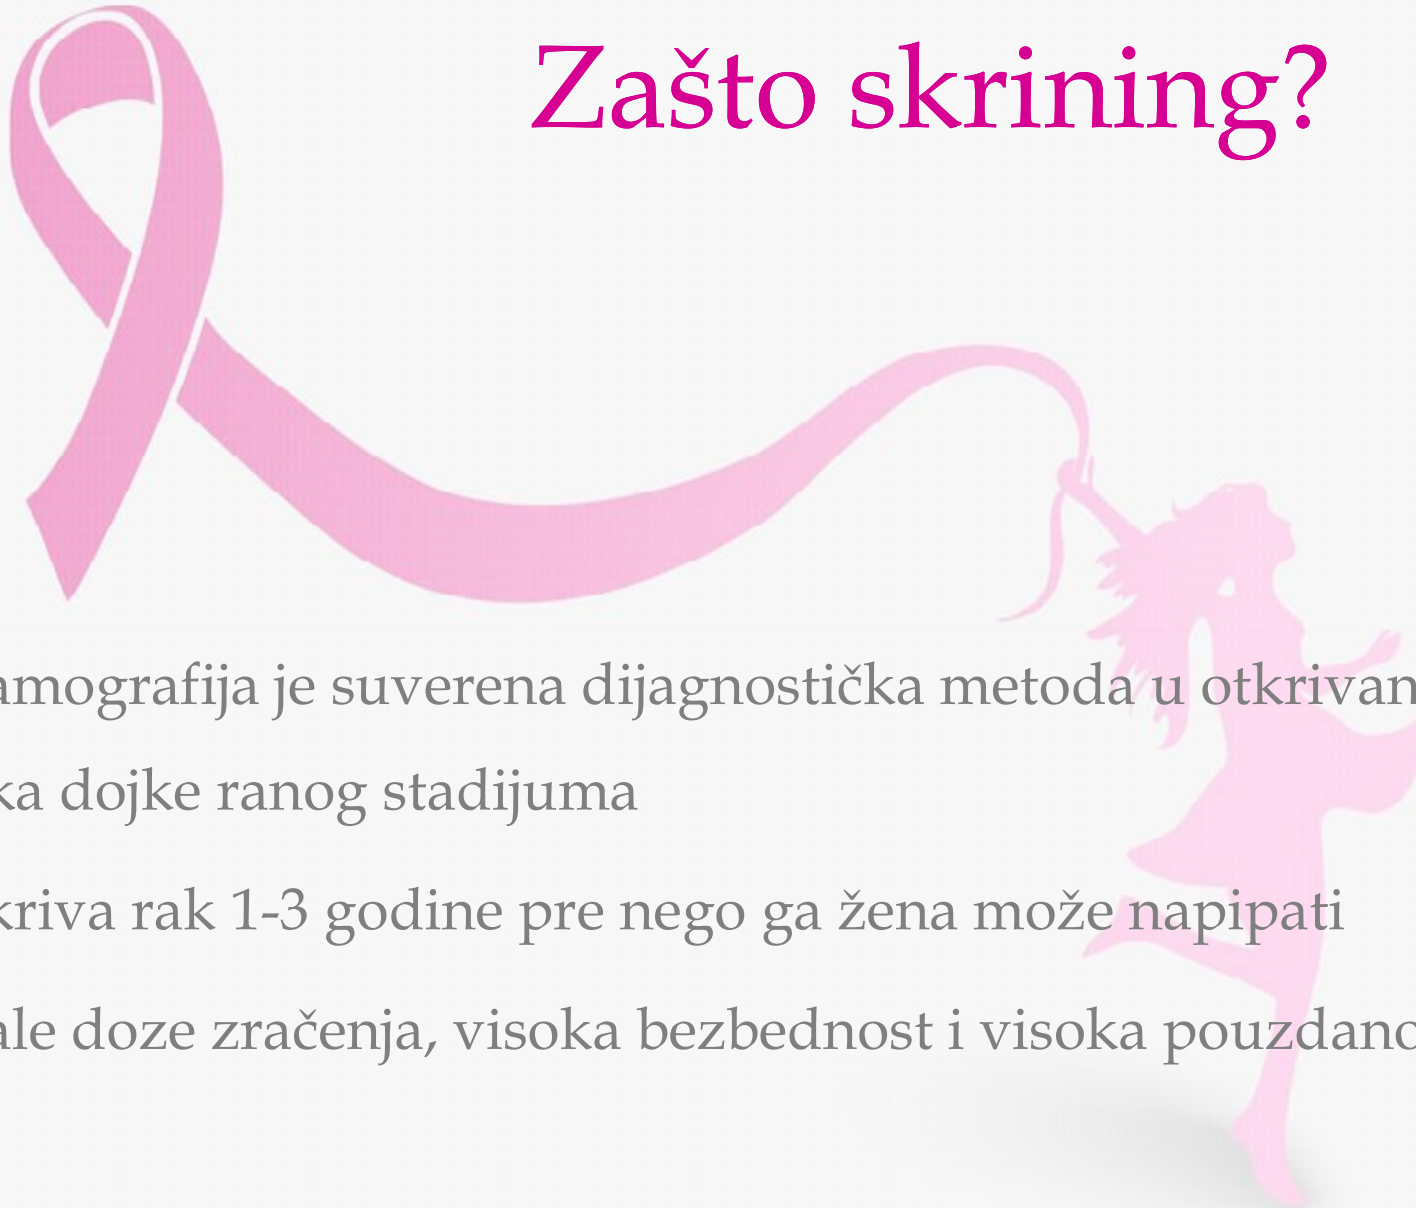 Zašto skrining?
amografija je suverena dijagnostička metoda u otkrivan
ka dojke ranog stadijuma
kriva rak 1-3 godine pre nego ga žena može napipati
ale doze zračenja, visoka bezbednost i visoka pouzdano